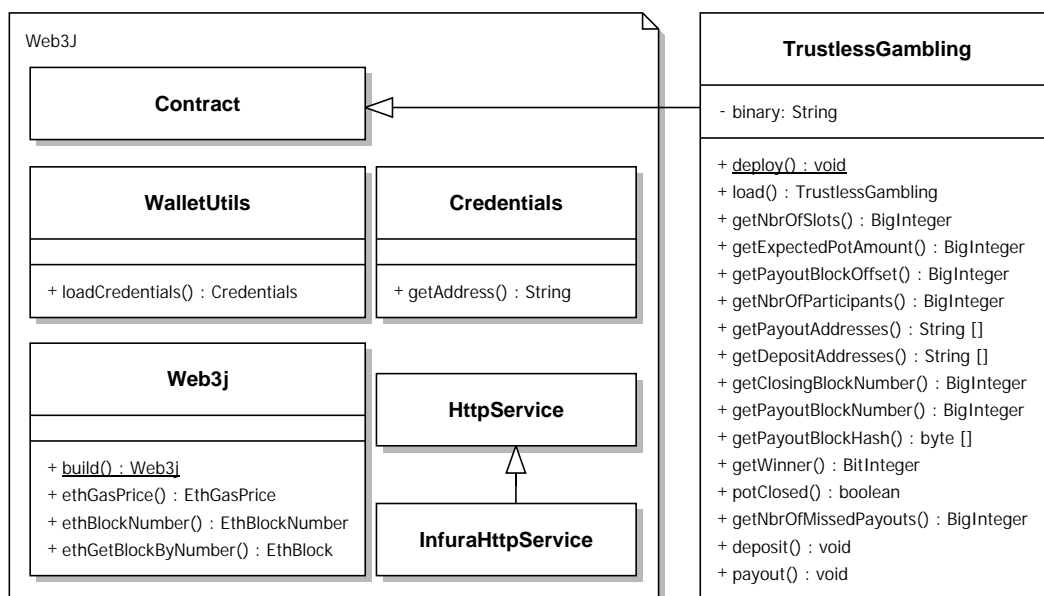 Web3J
Contract
WalletUtils
+ loadCredentials() : Credentials
Credentials
+ getAddress() : String
Web3j
+ build() : Web3j
+ ethGasPrice() : EthGasPrice
+ ethBlockNumber() : EthBlockNumber
+ ethGetBlockByNumber() : EthBlock
HttpService
InfuraHttpService
TrustlessGambling
- binary: String
+ deploy() : void
+ load() : TrustlessGambling
+ getNbrOfSlots() : BigInteger
+ getExpectedPotAmount() : BigInteger
+ getPayoutBlockOffset() : BigInteger
+ getNbrOfParticipants() : BigInteger
+ getPayoutAddresses() : String []
+ getDepositAddresses() : String []
+ getClosingBlockNumber() : BigInteger
+ getPayoutBlockNumber() : BigInteger
+ getPayoutBlockHash() : byte []
+ getWinner() : BitInteger
+ potClosed() : boolean
+ getNbrOfMissedPayouts() : BigInteger
+ deposit() : void
+ payout() : void